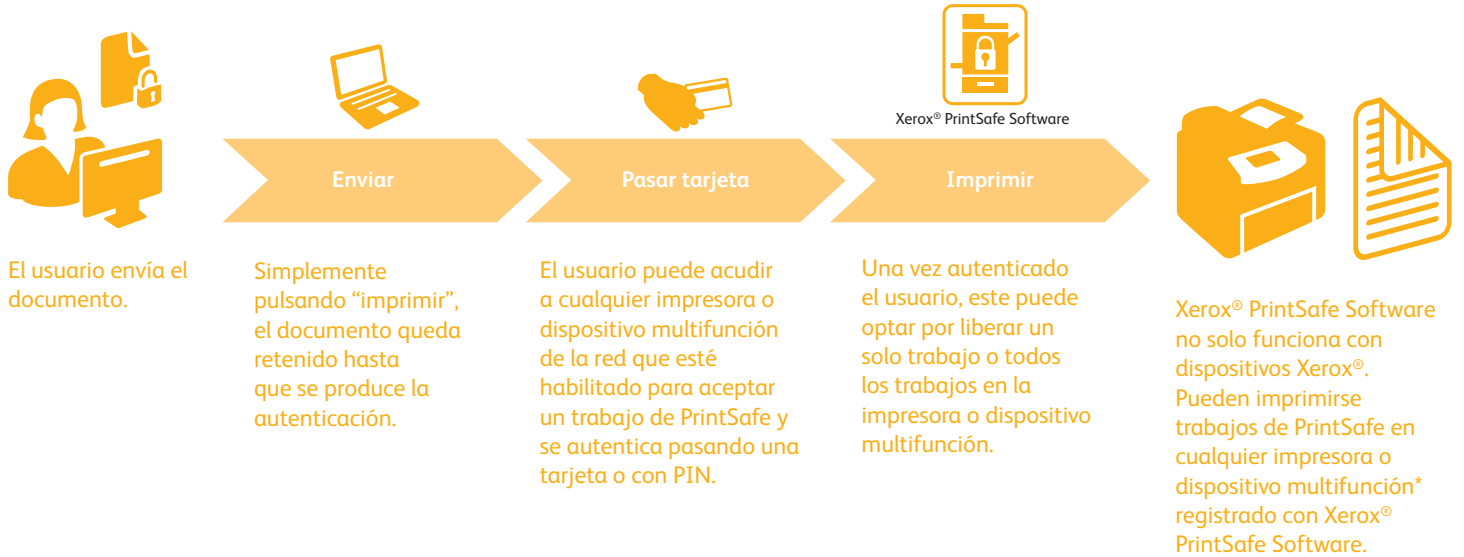 Xerox® PrintSafe Software
Enviar
Pasar tarjeta
Imprimir
El usuario envía el
documento.
Simplemente
pulsando “imprimir”,
el documento queda
retenido hasta
que se produce la
autenticación.
El usuario puede acudir
a cualquier impresora o
dispositivo multifunción
de la red que esté
habilitado para aceptar
un trabajo de PrintSafe y
se autentica pasando una
tarjeta o con PIN.
Una vez autenticado
el usuario, este puede
optar por liberar un
solo trabajo o todos
los trabajos en la
impresora o dispositivo
multifunción.
Xerox® PrintSafe Software
no solo funciona con
dispositivos Xerox®.
Pueden imprimirse
trabajos de PrintSafe en
cualquier impresora o
dispositivo multifunción*
registrado con Xerox®
PrintSafe Software.